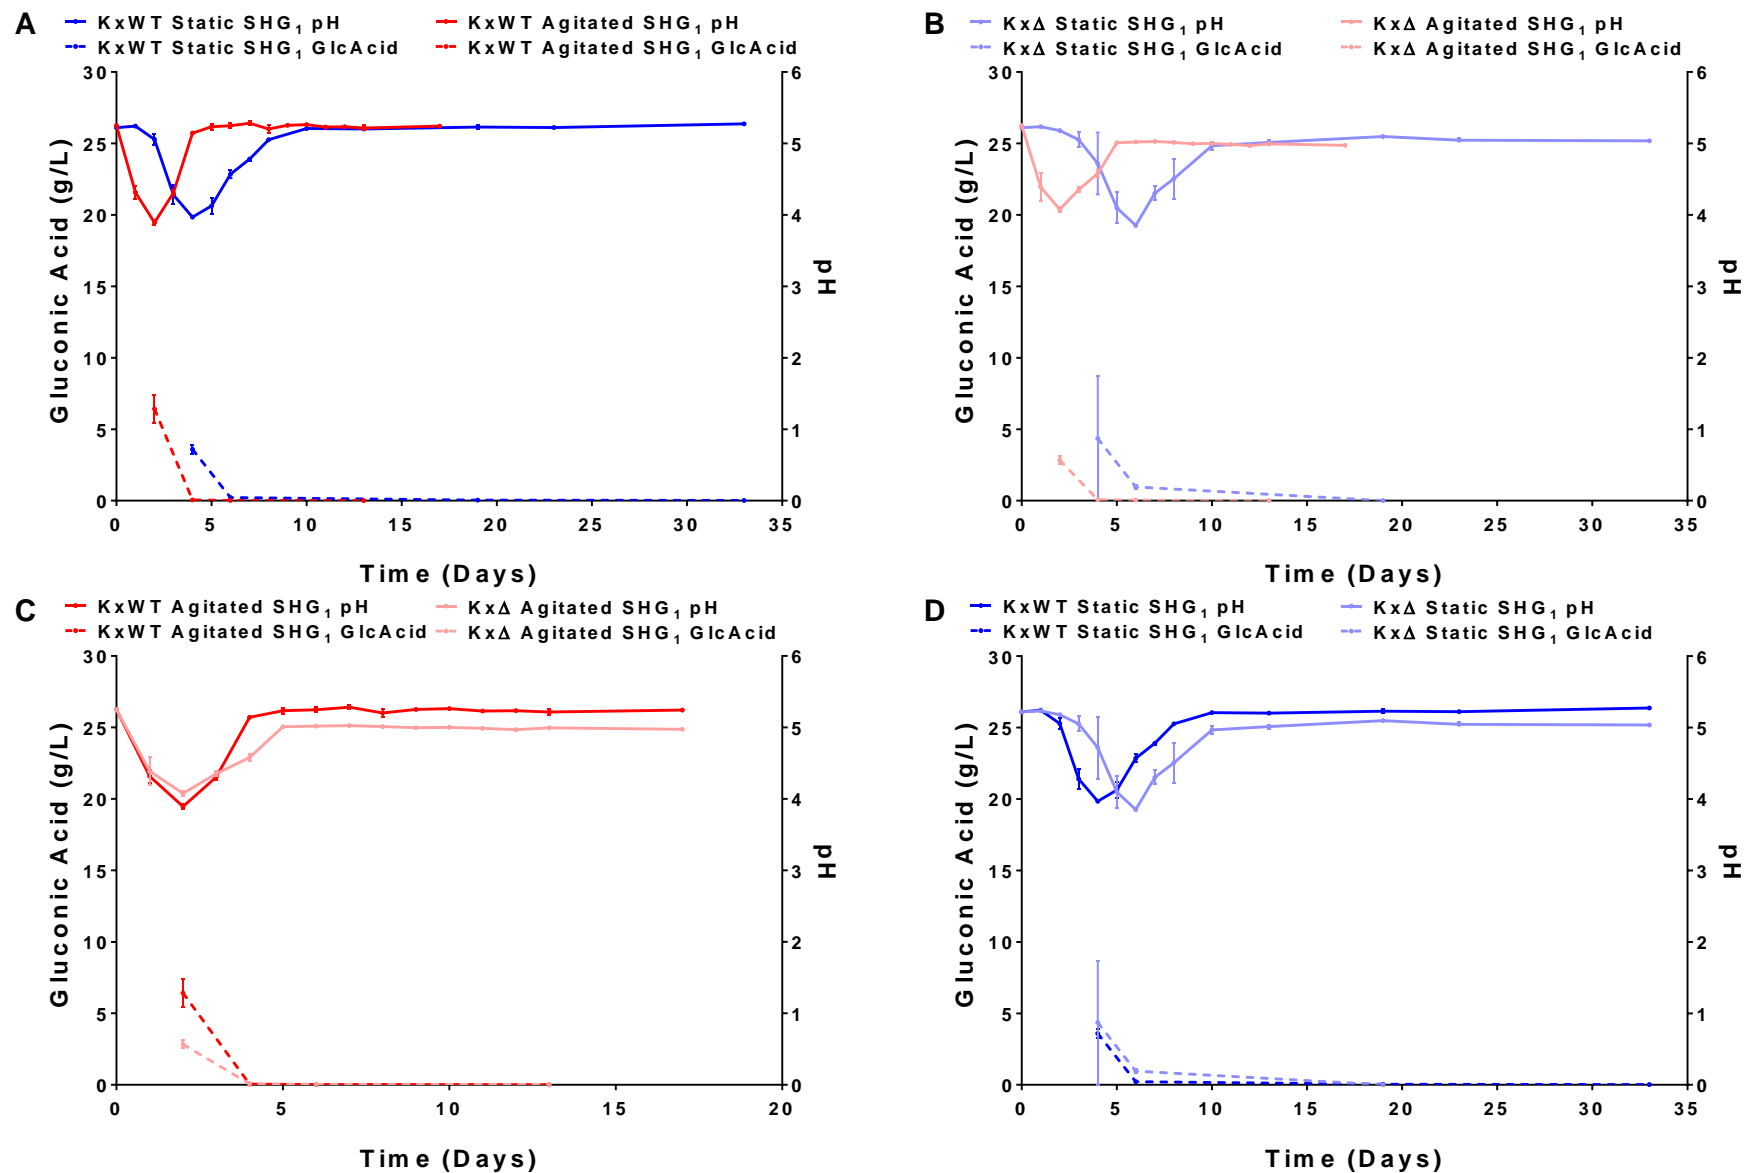 A
KxWT Static SHG1 pH
KxWT Agitated SHG1 pH
KxWT Static SHG1 GlcAcid
KxWT Agitated SHG1 GlcAcid
30
25
20
15
10
5
0
Gluconic Acid (g/L)
6
5
4
3
2
1
0
pH
0 5 10 15 20 25 30 35
Time (Days)
B
KxΔ Static SHG1 pH
KxΔ Agitated SHG1 pH
KxΔ Static SHG1 GlcAcid
KxΔ Agitated SHG1 GlcAcid
30
25
20
15
10
5
0
Gluconic Acid (g/L)
6
5
4
3
2
1
0
pH
0 5 10 15 20 25 30 35
Time (Days)
C
KxWT Agitated SHG1 pH
KxΔ Agitated SHG1 pH
KxWT Agitated SHG1 GlcAcid
KxΔ Agitated SHG1 GlcAcid
30
25
20
15
10
5
0
Gluconic Acid (g/L)
6
5
4
3
2
1
0
pH
0 5 10 15 20
Time (Days)
D
KxWT Static SHG1 pH
KxΔ Static SHG1 pH
KxWT Static SHG1 GlcAcid
KxΔ Static SHG1 GlcAcid
30
25
20
15
10
5
0
Gluconic Acid (g/L)
6
5
4
3
2
1
0
pH
0 5 10 15 20 25 30 35
Time (Days)